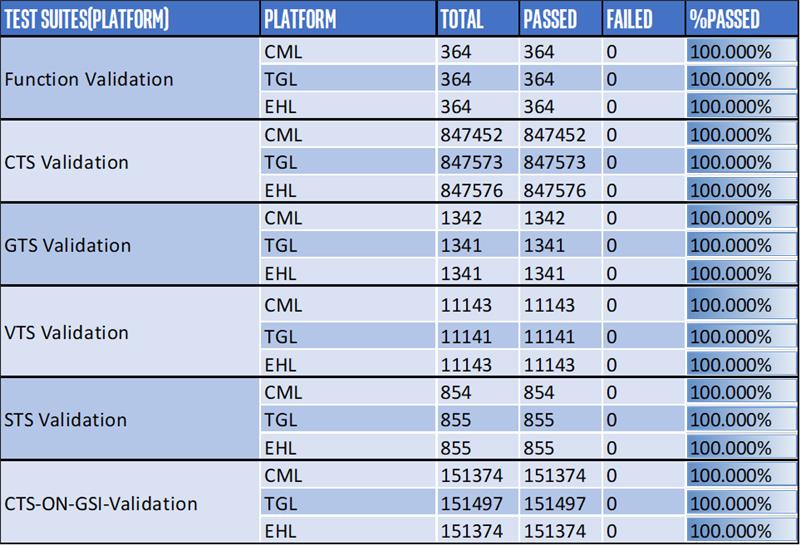 TEST SUITES(PLATFORM) PLATFORM TOTAL PASSED FAILED %PASSED
CML 364 364 0 100.000%
Function Validation TGL 364 364 0 100.000%
EHL 364 364 0 100.000%
CML 847452 847452 0 100.000%
CTS Validation TGL 847573 847573 0 100.000%
EHL 847576 847576 0 100.000%
CML 1342 1342 0 100.000%
GTS Validation TGL 1341 1341 0 100.000%
EHL 1341 1341 0 100.000%
CML 11143 11143 0 100.000%
VTS Validation TGL 11141 11141 0 100.000%
EHL 11143 11143 0 100.000%
CML 854 854 0 100.000%
STS Validation TGL 855 855 0 100.000%
EHL 855 855 0 100.000%
CML 151374 151374 0 100.000%
CTS-ON-GSI-Validation TGL 151497 151497 0 100.000%
EHL 151374 151374 0 100.000%